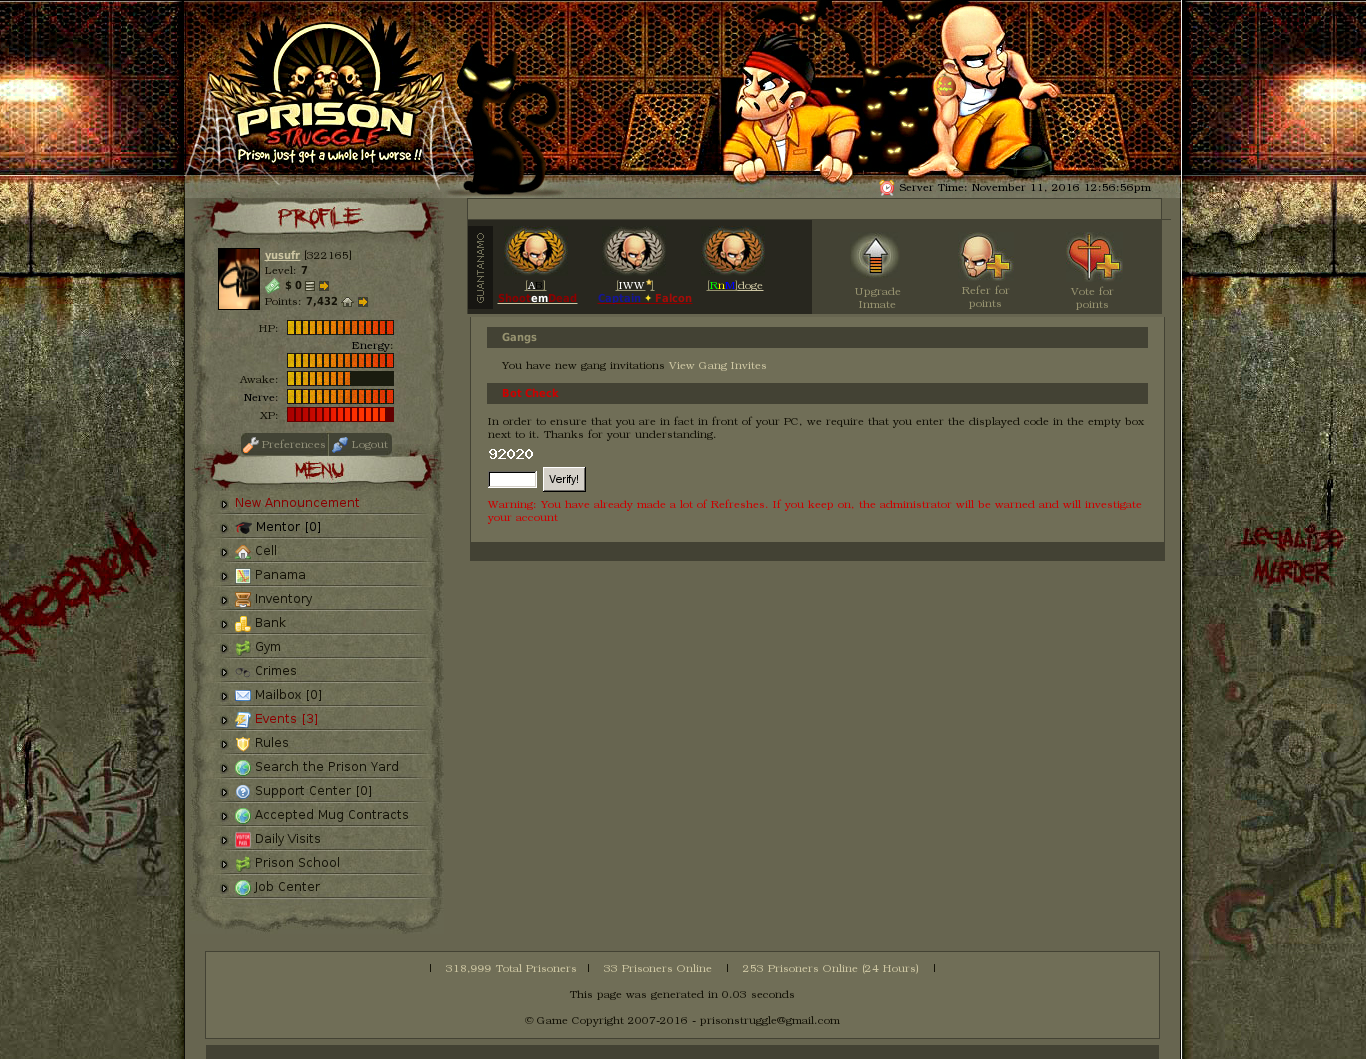 PRISON
STRUGGLE
Prison just got a whole lot worse !!
Server Time: November 11, 2016 12:56:56pm
PROFILE
yusufr [322165]
Level: 7
$ 0
Points: 7,432
HP:
Energy:
Awake:
Nerve:
XP:
Preferences
Logout
MENU
New Announcement
Mentor [0]
Cell
Panama
Inventory
Bank
Gym
Crimes
Mailbox [0]
Events [3]
Rules
Search the Prison Yard
Support Center [0]
Accepted Mug Contracts
Daily Visits
Prison School
Job Center
GUANTANAMO
[IWW*]
Falcon
[RnR]doge
Upgrade
Inmate
Refer for
points
Vote for
points
Gangs
You have new gang invitations View Gang Invites
Bot Check
In order to ensure that you are in fact in front of your PC, we require that you enter the displayed code in the empty box
next to it. Thanks for your understanding.
92020
Verify!
Warning: You have already made a lot of Refreshes. If you keep on, the administrator will be warned and will investigate
your account
FREEDOM
LEGALIZE
MURDER
318,999 Total Prisoners
33 Prisoners Online
253 Prisoners Online (24 Hours)
This page was generated in 0.03 seconds
© Game Copyright 2007-2016 - prisonstruggle@gmail.com